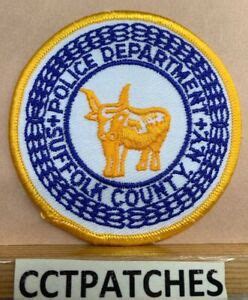 POLICE DEPARTMENT
SUFFOLK COUNTY, N.Y.
CCTPATCHES